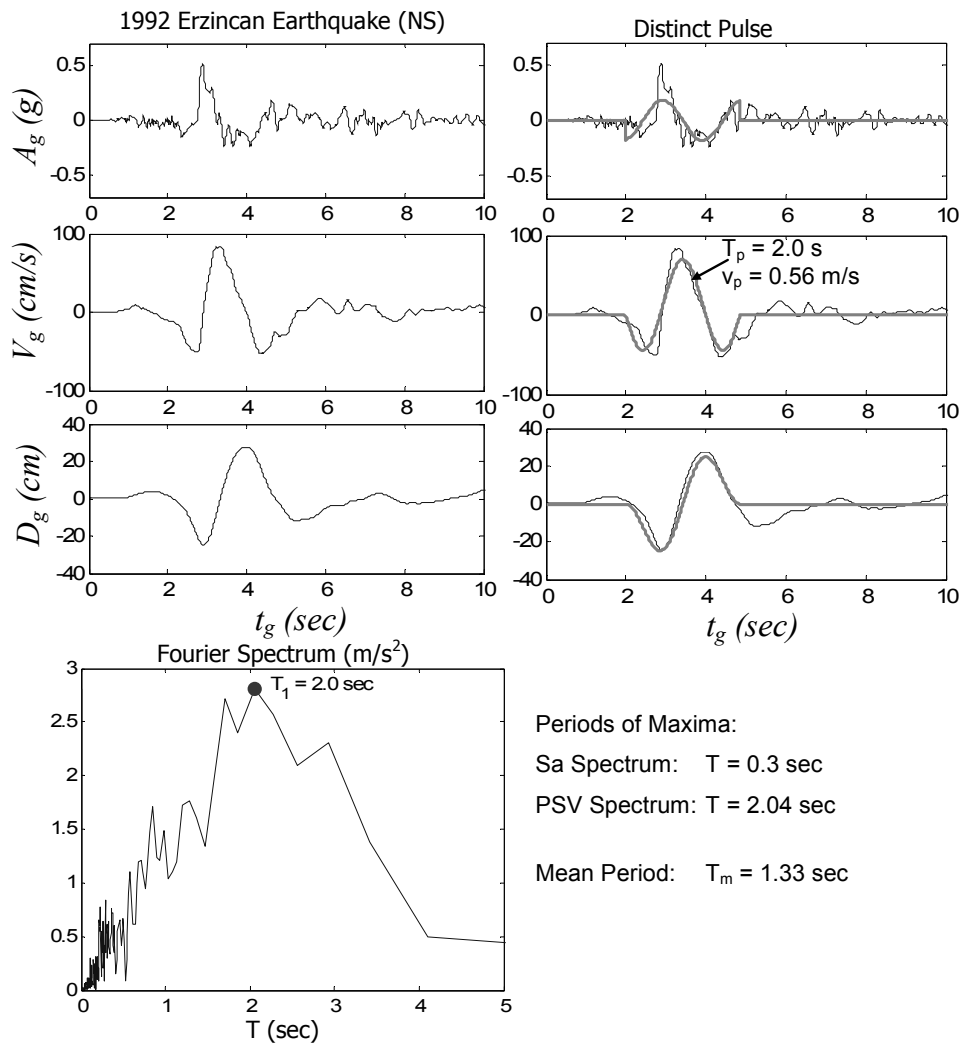 1992 Erzincan Earthquake (NS)
Distinct Pulse
A_g (g)
0.5
0
-0.5
0 2 4 6 8 10
0.5
0
-0.5
0 2 4 6 8 10
V_g (cm/s)
100
0
-100
0 2 4 6 8 10
T_p = 2.0 s
v_p = 0.56 m/s
100
0
-100
0 2 4 6 8 10
D_g (cm)
40
20
0
-20
-40
0 2 4 6 8 10
40
20
0
-20
-40
0 2 4 6 8 10
t_g (sec)
t_g (sec)
Fourier Spectrum (m/s²)
T_1 = 2.0 sec
3
2.5
2
1.5
1
0.5
0
0 1 2 3 4 5
T (sec)
Periods of Maxima:
Sa Spectrum: T = 0.3 sec
PSV Spectrum: T = 2.04 sec
Mean Period: T_m = 1.33 sec